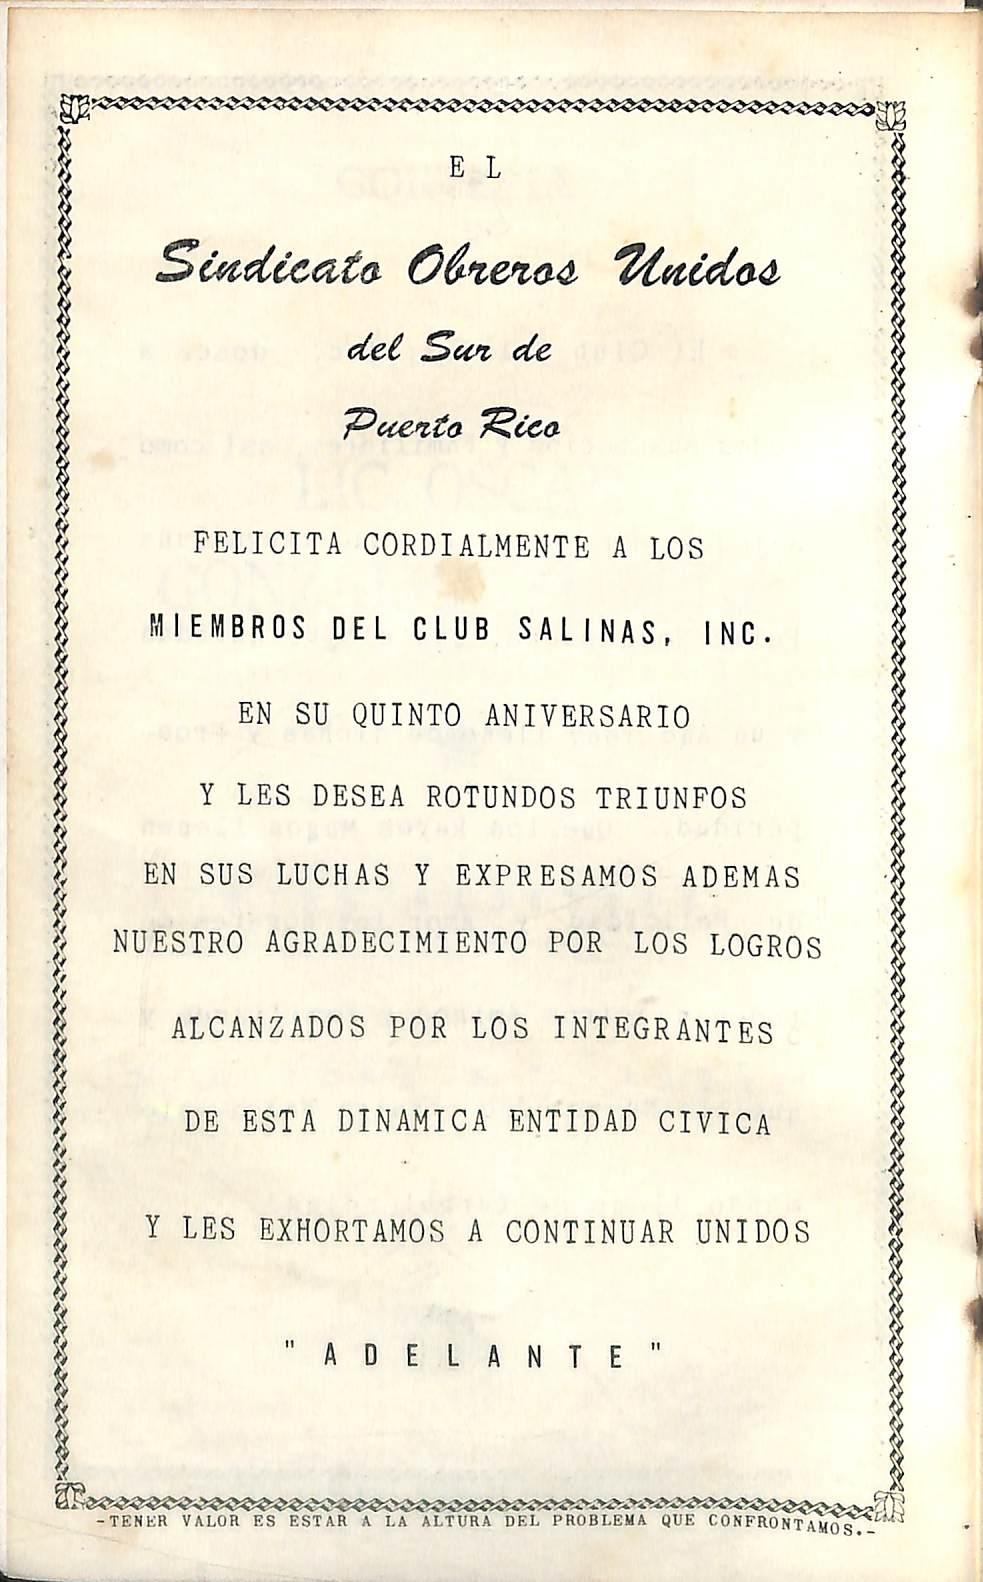 EL
Sindicato Obreros Unidos
del Sur de
Puerto Rico
FELICITA CORDIALMENTE A LOS
MIEMBROS DEL CLUB SALINAS, INC.
EN SU QUINTO ANIVERSARIO
Y LES DESEA ROTUNDOS TRIUNFOS
EN SUS LUCHAS Y EXPRESAMOS ADEMAS
NUESTRO AGRADECIMIENTO POR LOS LOGROS
ALCANZADOS POR LOS INTEGRANTES
DE ESTA DINAMICA ENTIDAD CIVICA
Y LES EXHORTAMOS A CONTINUAR UNIDOS
" A D E L A N T E "
-TENER VALOR ES ESTAR A LA ALTURA DEL PROBLEMA QUE CONFRONTAMOS.-